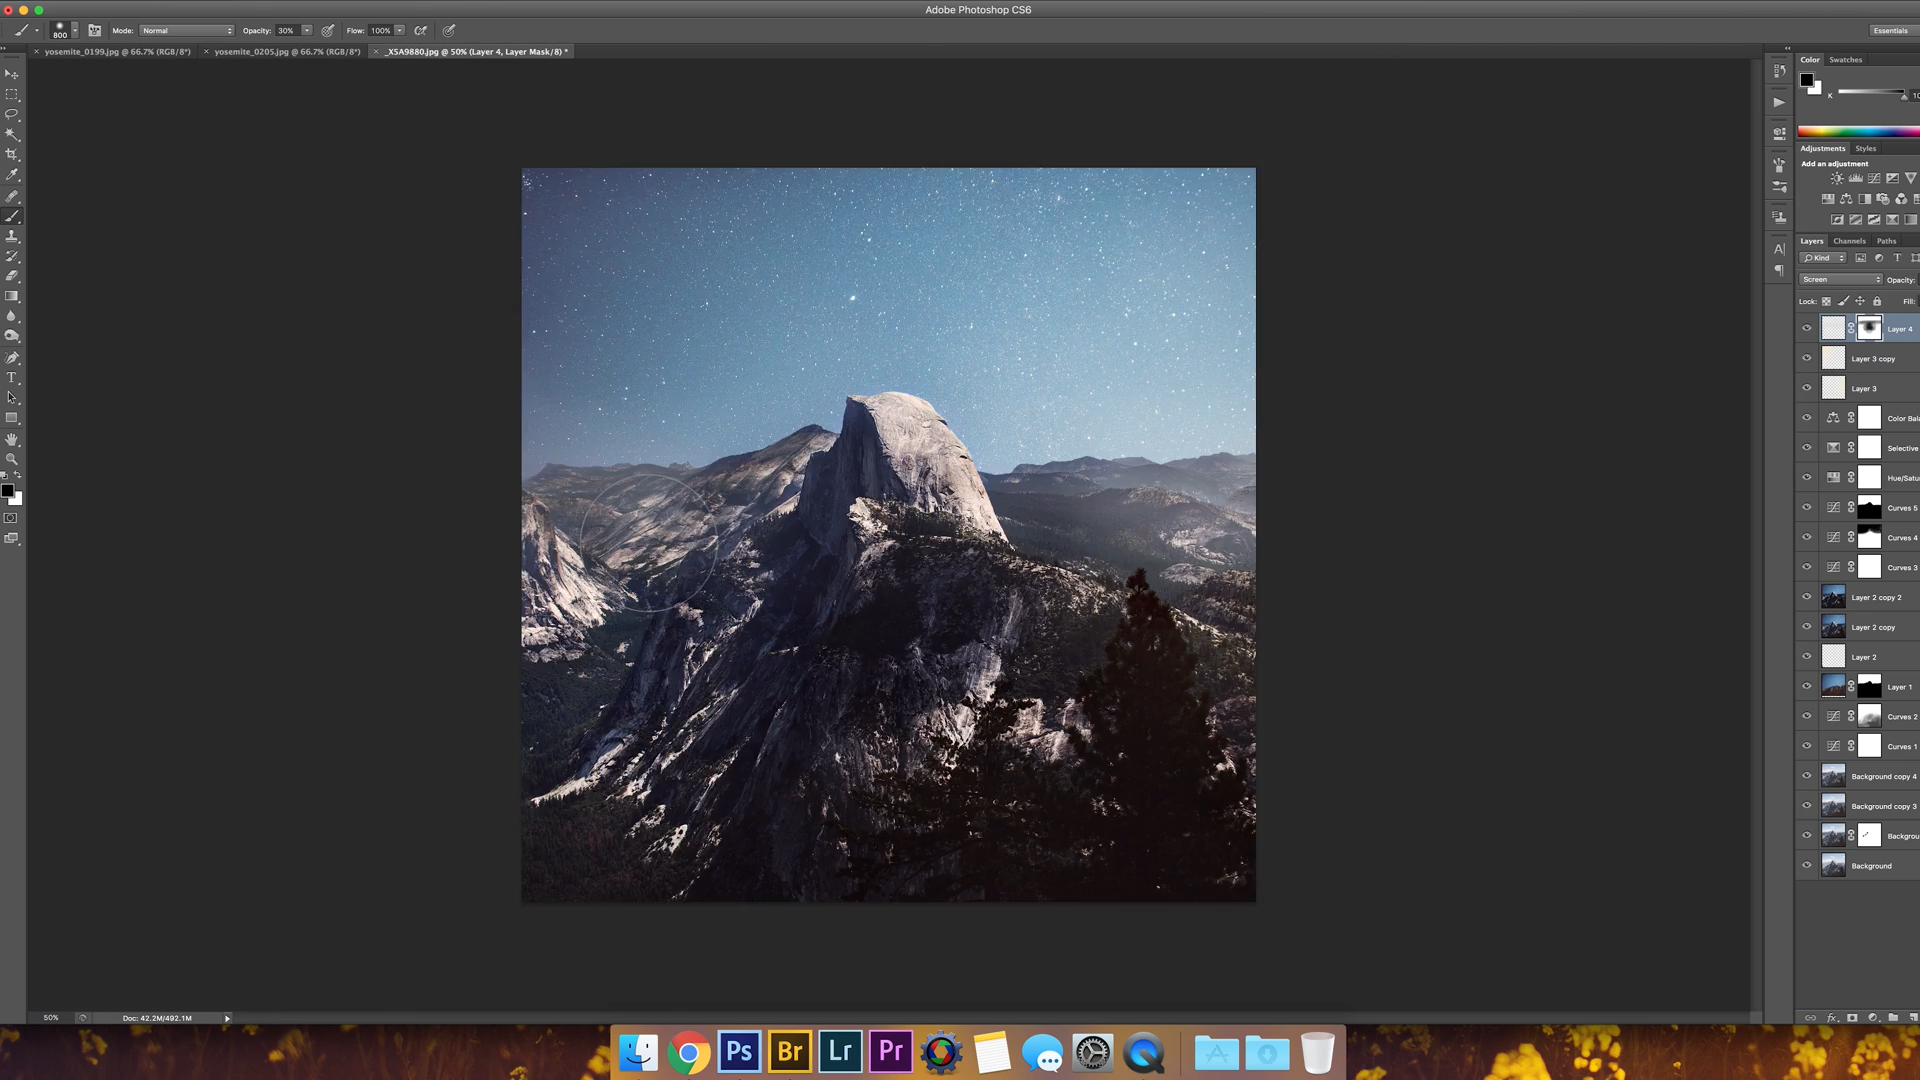 Adobe Photoshop CS6
800
Mode: Normal
Opacity: 30%
Flow: 100%
Essentials
yosemite_0199.jpg @ 66.7% (RGB/8*)
yosemite_0205.jpg @ 66.7% (RGB/8*)
_X5A9880.jpg @ 50% (Layer 4, Layer Mask/8) *
Color
Swatches
K
10
Adjustments
Styles
Add an adjustment
Layers
Channels
Paths
Kind
Screen
Opacity:
Lock:
Fill:
Layer 4
Layer 3 copy
Layer 3
Color Bala
Selective
Hue/Satu
Curves 5
Curves 4
Curves 3
Layer 2 copy 2
Layer 2 copy
Layer 2
Layer 1
Curves 2
Curves 1
Background copy 4
Background copy 3
Backgrou
Background
50%
Doc: 42.2M/492.1M
Ps
Br
Lr
Pr